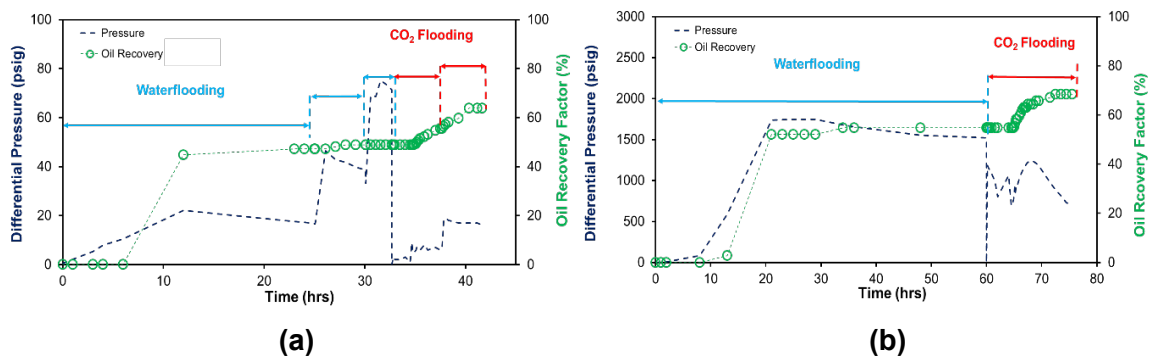 100
80
60
40
20
0
Differential Pressure (psig)
0 10 20 30 40
Time (hrs)
100
80
60
40
20
0
Oil Recovery Factor (%)
Pressure
Oil Recovery
Waterflooding
CO₂ Flooding
(a)
3000
2500
2000
1500
1000
500
0
Differential Pressure (psig)
0 10 20 30 40 50 60 70 80
Time (hrs)
100
80
60
40
20
0
Oil Rcovery Factor (%)
Pressure
Oil Recovery
Waterflooding
CO₂ Flooding
(b)